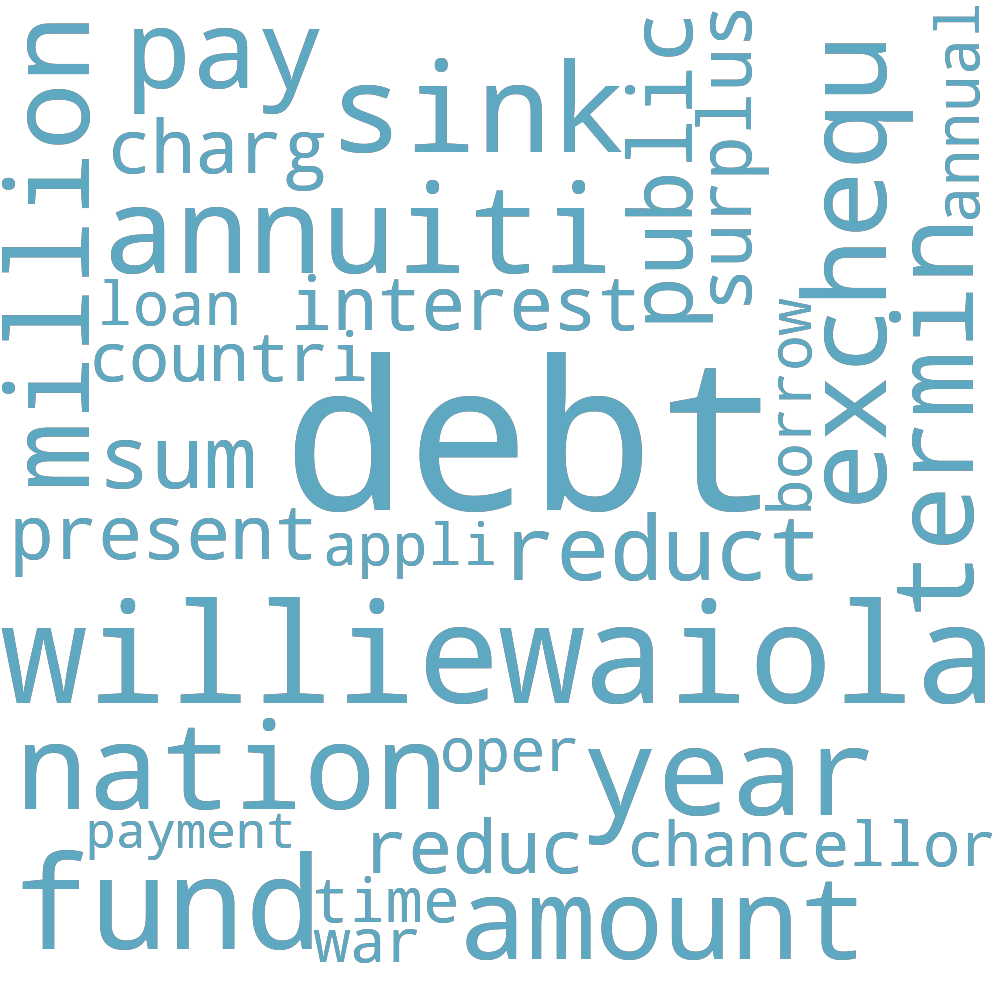 million
pay
sink
public
surplus
exchequ
annual
charg
annuiti
termin
loan
interest
countri
debt
borrow
sum
present
appli
reduct
williewaiola
nation
oper
year
payment
reduc
chancellor
fund
time
amount
war